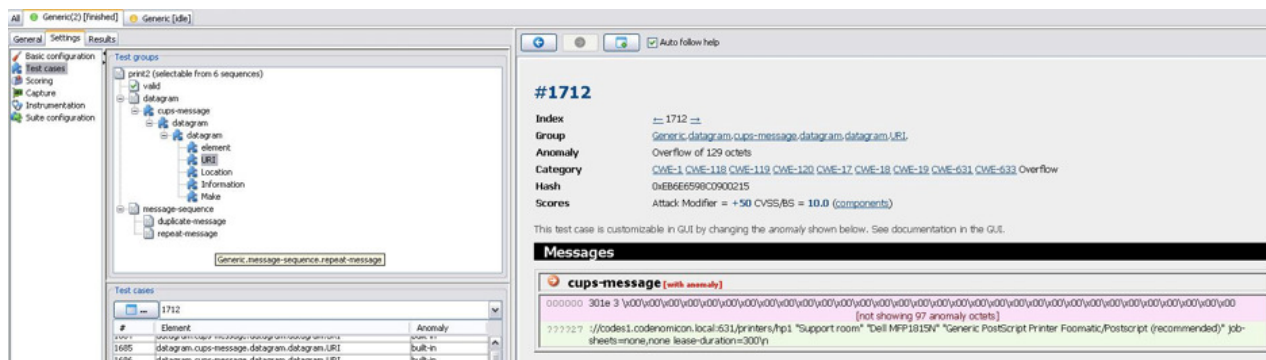 All Generic(2) [finished] Generic [idle]
General Settings Results
Basic configuration
Test cases
Scoring
Capture
Instrumentation
Suite configuration
Test groups
print2 (selectable from 6 sequences)
valid
datagram
cups-message
datagram
datagram
element
URI
Location
Information
Make
message-sequence
duplicate-message
repeat-message
Generic.message-sequence.repeat-message
Test cases
... 1712
# Element Anomaly
datagram.cups-message.datagram.datagram.URI built-in
1685 datagram.cups-message.datagram.datagram.URI built-in
1686 datagram.cups-message.datagram.datagram.URI built-in
Auto follow help
#1712
Index ← 1712 →
Group Generic.datagram.cups-message.datagram.datagram.URI.
Anomaly Overflow of 129 octets
Category CWE-1 CWE-118 CWE-119 CWE-120 CWE-17 CWE-18 CWE-19 CWE-631 CWE-633 Overflow
Hash 0xEB6E6598C0900215
Scores Attack Modifier = +50 CVSS/BS = 10.0 (components)
This test case is customizable in GUI by changing the anomaly shown below. See documentation in the GUI.
Messages
cups-message [with anomaly]
000000 301e 3 \x00\x00\x00\x00\x00\x00\x00\x00\x00\x00\x00\x00\x00\x00\x00\x00\x00\x00\x00\x00\x00\x00\x00\x00\x00\x00\x00\x00\x00\x00\x00\x00
[not showing 97 anomaly octets]
????27 ://codes1.codenomicon.local:631/printers/hp1 "Support room" "Dell MFP1815N" "Generic PostScript Printer Foomatic/Postscript (recommended)" job-
sheets=none,none lease-duration=300\n